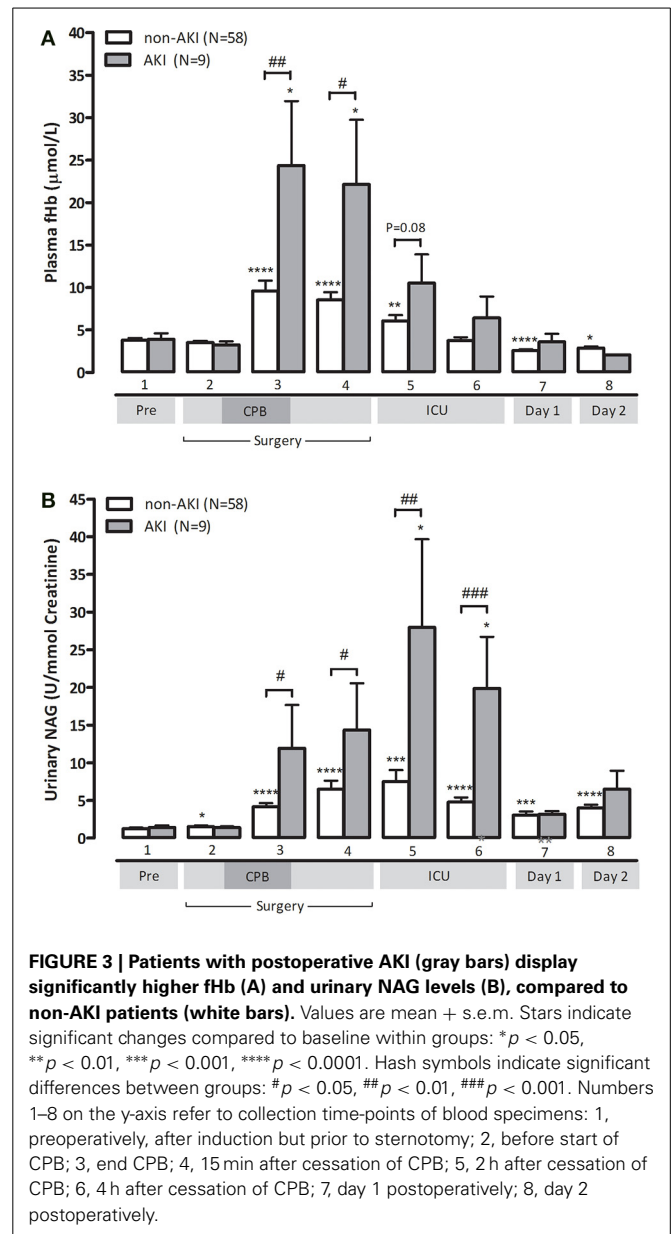 A
non-AKI (N=58)
AKI (N=9)
Plasma fHb (μmol/L)
40
35
30
25
20
15
10
5
0
##
*
#
*
P=0.08
****
****
**
****
*
1 2 3 4 5 6 7 8
Pre CPB ICU Day 1 Day 2
Surgery
B
non-AKI (N=58)
AKI (N=9)
Urinary NAG (U/mmol Creatinine)
45
40
35
30
25
20
15
10
5
0
##
*
###
*
#
#
*
****
****
***
****
***
****
*
**
1 2 3 4 5 6 7 8
Pre CPB ICU Day 1 Day 2
Surgery
FIGURE 3 | Patients with postoperative AKI (gray bars) display
significantly higher fHb (A) and urinary NAG levels (B), compared to
non-AKI patients (white bars). Values are mean + s.e.m. Stars indicate
significant changes compared to baseline within groups: *p < 0.05,
**p < 0.01, ***p < 0.001, ****p < 0.0001. Hash symbols indicate significant
differences between groups: #p < 0.05, ##p < 0.01, ###p < 0.001. Numbers
1–8 on the y-axis refer to collection time-points of blood specimens: 1,
preoperatively, after induction but prior to sternotomy; 2, before start of
CPB; 3, end CPB; 4, 15 min after cessation of CPB; 5, 2 h after cessation of
CPB; 6, 4 h after cessation of CPB; 7, day 1 postoperatively; 8, day 2
postoperatively.